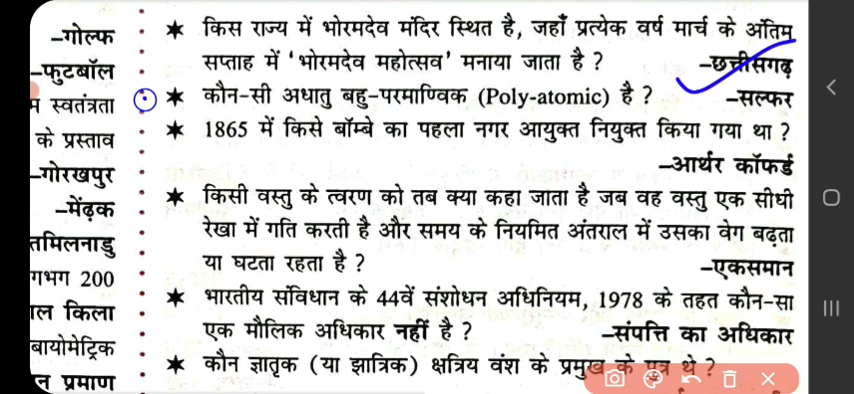 –गोल्फ
–फुटबॉल
म स्वतंत्रता
के प्रस्ताव
–गोरखपुर
–मेंढ़क
तमिलनाडु
गभग 200
ाल किला
बायोमेट्रिक
न प्रमाण
★ किस राज्य में भोरमदेव मंदिर स्थित है, जहाँ प्रत्येक वर्ष मार्च के अंतिम
सप्ताह में ‘भोरमदेव महोत्सव’ मनाया जाता है ? –छत्तीसगढ़
★ कौन-सी अधातु बहु-परमाण्विक (Poly-atomic) है ? –सल्फर
★ 1865 में किसे बॉम्बे का पहला नगर आयुक्त नियुक्त किया गया था ?
–आर्थर कॉफर्ड
★ किसी वस्तु के त्वरण को तब क्या कहा जाता है जब वह वस्तु एक सीधी
रेखा में गति करती है और समय के नियमित अंतराल में उसका वेग बढ़ता
या घटता रहता है ? –एकसमान
★ भारतीय संविधान के 44वें संशोधन अधिनियम, 1978 के तहत कौन-सा
एक मौलिक अधिकार नहीं है ? –संपत्ति का अधिकार
★ कौन ज्ञातृक (या झात्रिक) क्षत्रिय वंश के प्रमुख के पुत्र थे ?